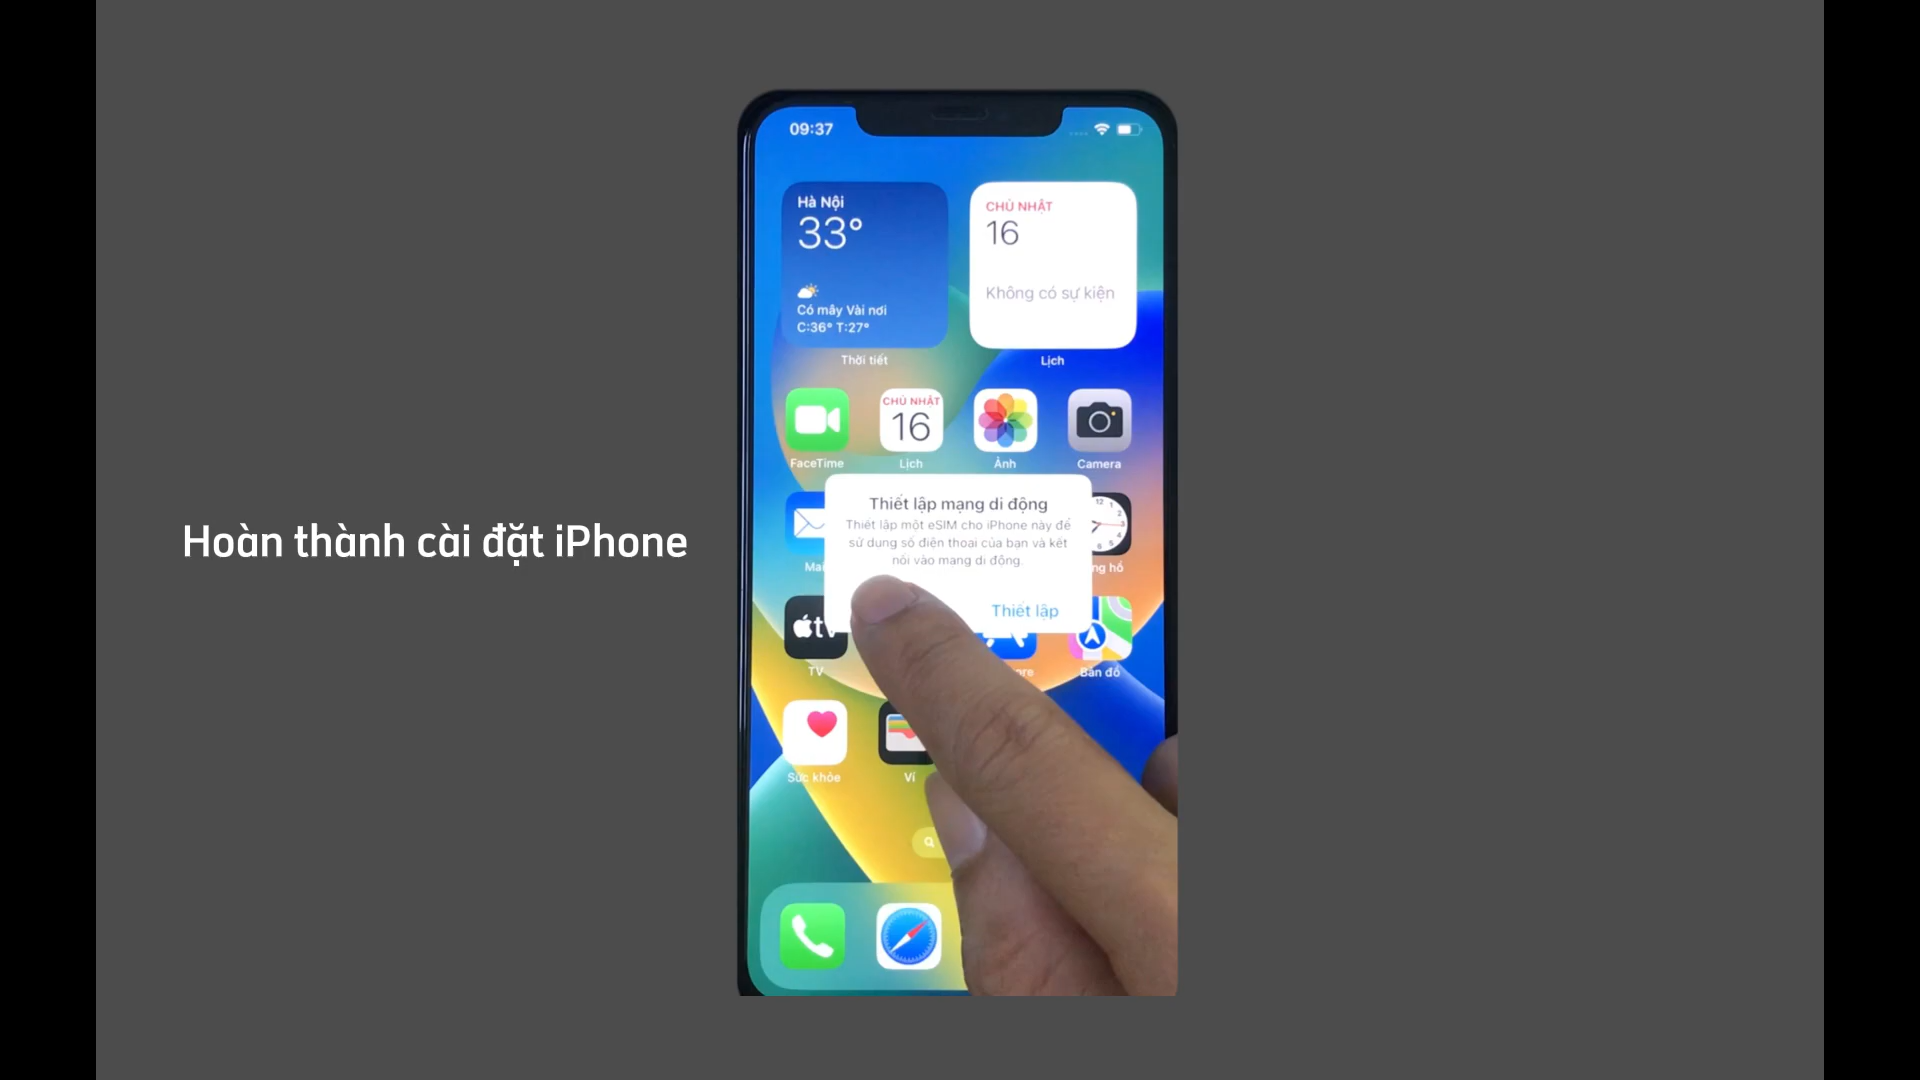 Hoàn thành cài đặt iPhone
09:37
Hà Nội
33°
Có mây Vài nơi
C:36° T:27°
Thời tiết
CHỦ NHẬT
16
Không có sự kiện
Lịch
FaceTime
CHỦ NHẬT
16
Lịch
Ảnh
Camera
Thiết lập mạng di động
Thiết lập một eSIM cho iPhone này để
sử dụng số điện thoại của bạn và kết
nối vào mạng di động.
Thiết lập
12
tv
TV
Bản đồ
Sức khỏe
Ví